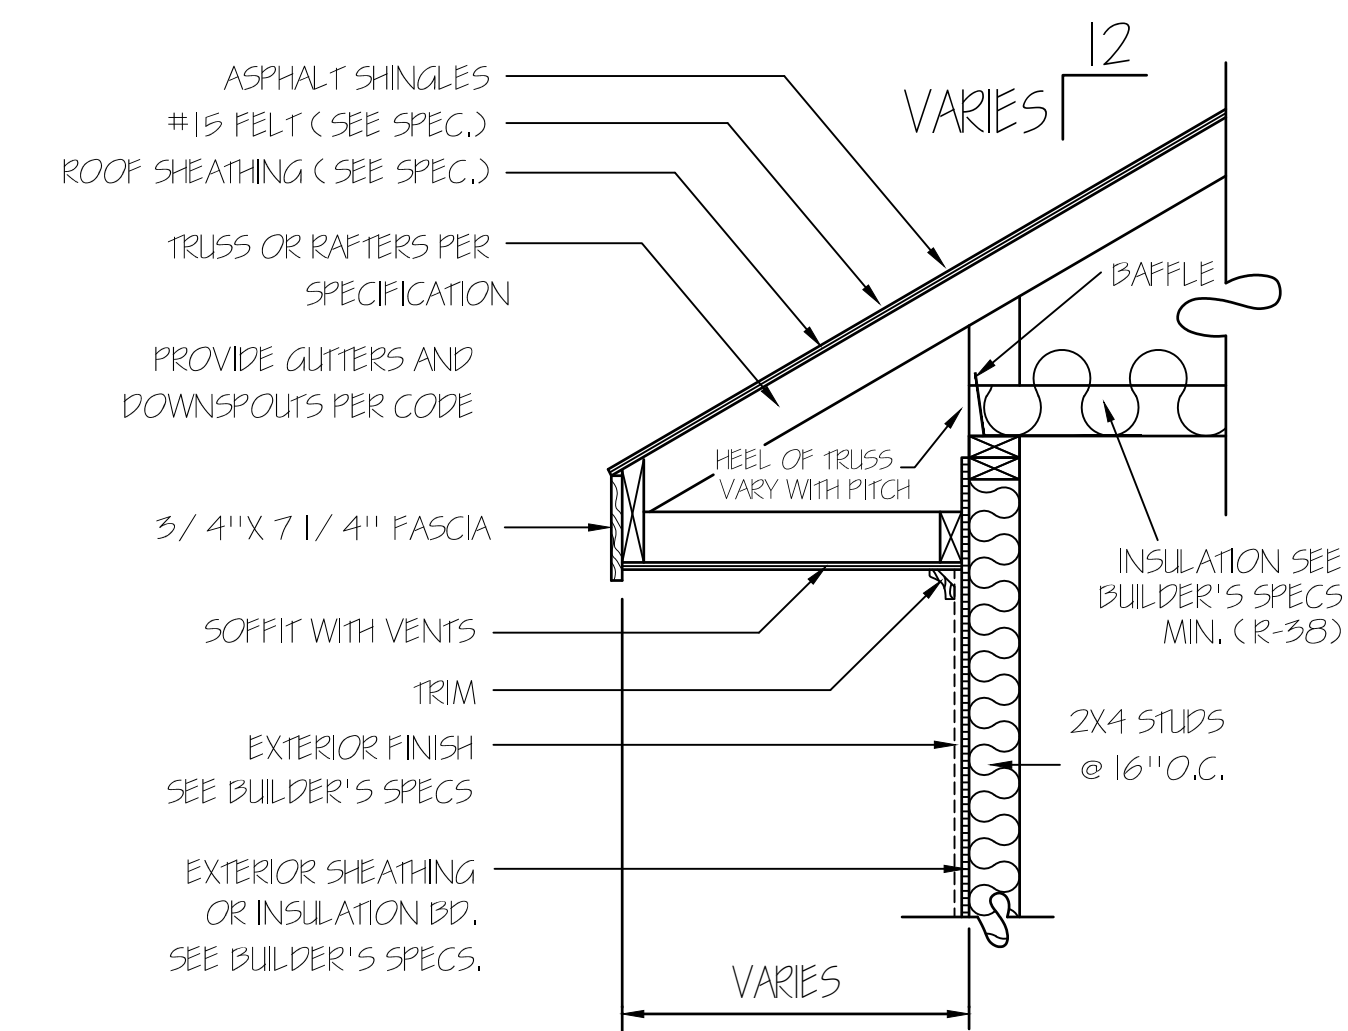 12
VARIES
ASPHALT SHINGLES
#15 FELT (SEE SPEC.)
ROOF SHEATHING (SEE SPEC.)
TRUSS OR RAFTERS PER
SPECIFICATION
BAFFLE
PROVIDE GUTTERS AND
DOWNSPOUTS PER CODE
HEEL OF TRUSS
VARY WITH PITCH
3/4"X 7 1/4" FASCIA
INSULATION SEE
BUILDER'S SPECS
MIN. (R-38)
SOFFIT WITH VENTS
TRIM
2X4 STUDS
@ 16"O.C.
EXTERIOR FINISH
SEE BUILDER'S SPECS
EXTERIOR SHEATHING
OR INSULATION BD.
SEE BUILDER'S SPECS.
VARIES